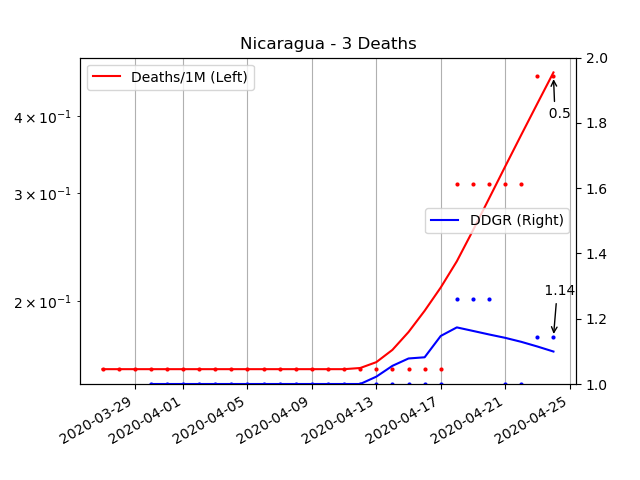 Nicaragua - 3 Deaths
Deaths/1M (Left)
DDGR (Right)
4 × 10⁻¹
3 × 10⁻¹
2 × 10⁻¹
2.0
1.8
1.6
1.4
1.2
1.0
0.5
1.14
2020-03-29
2020-04-01
2020-04-05
2020-04-09
2020-04-13
2020-04-17
2020-04-21
2020-04-25